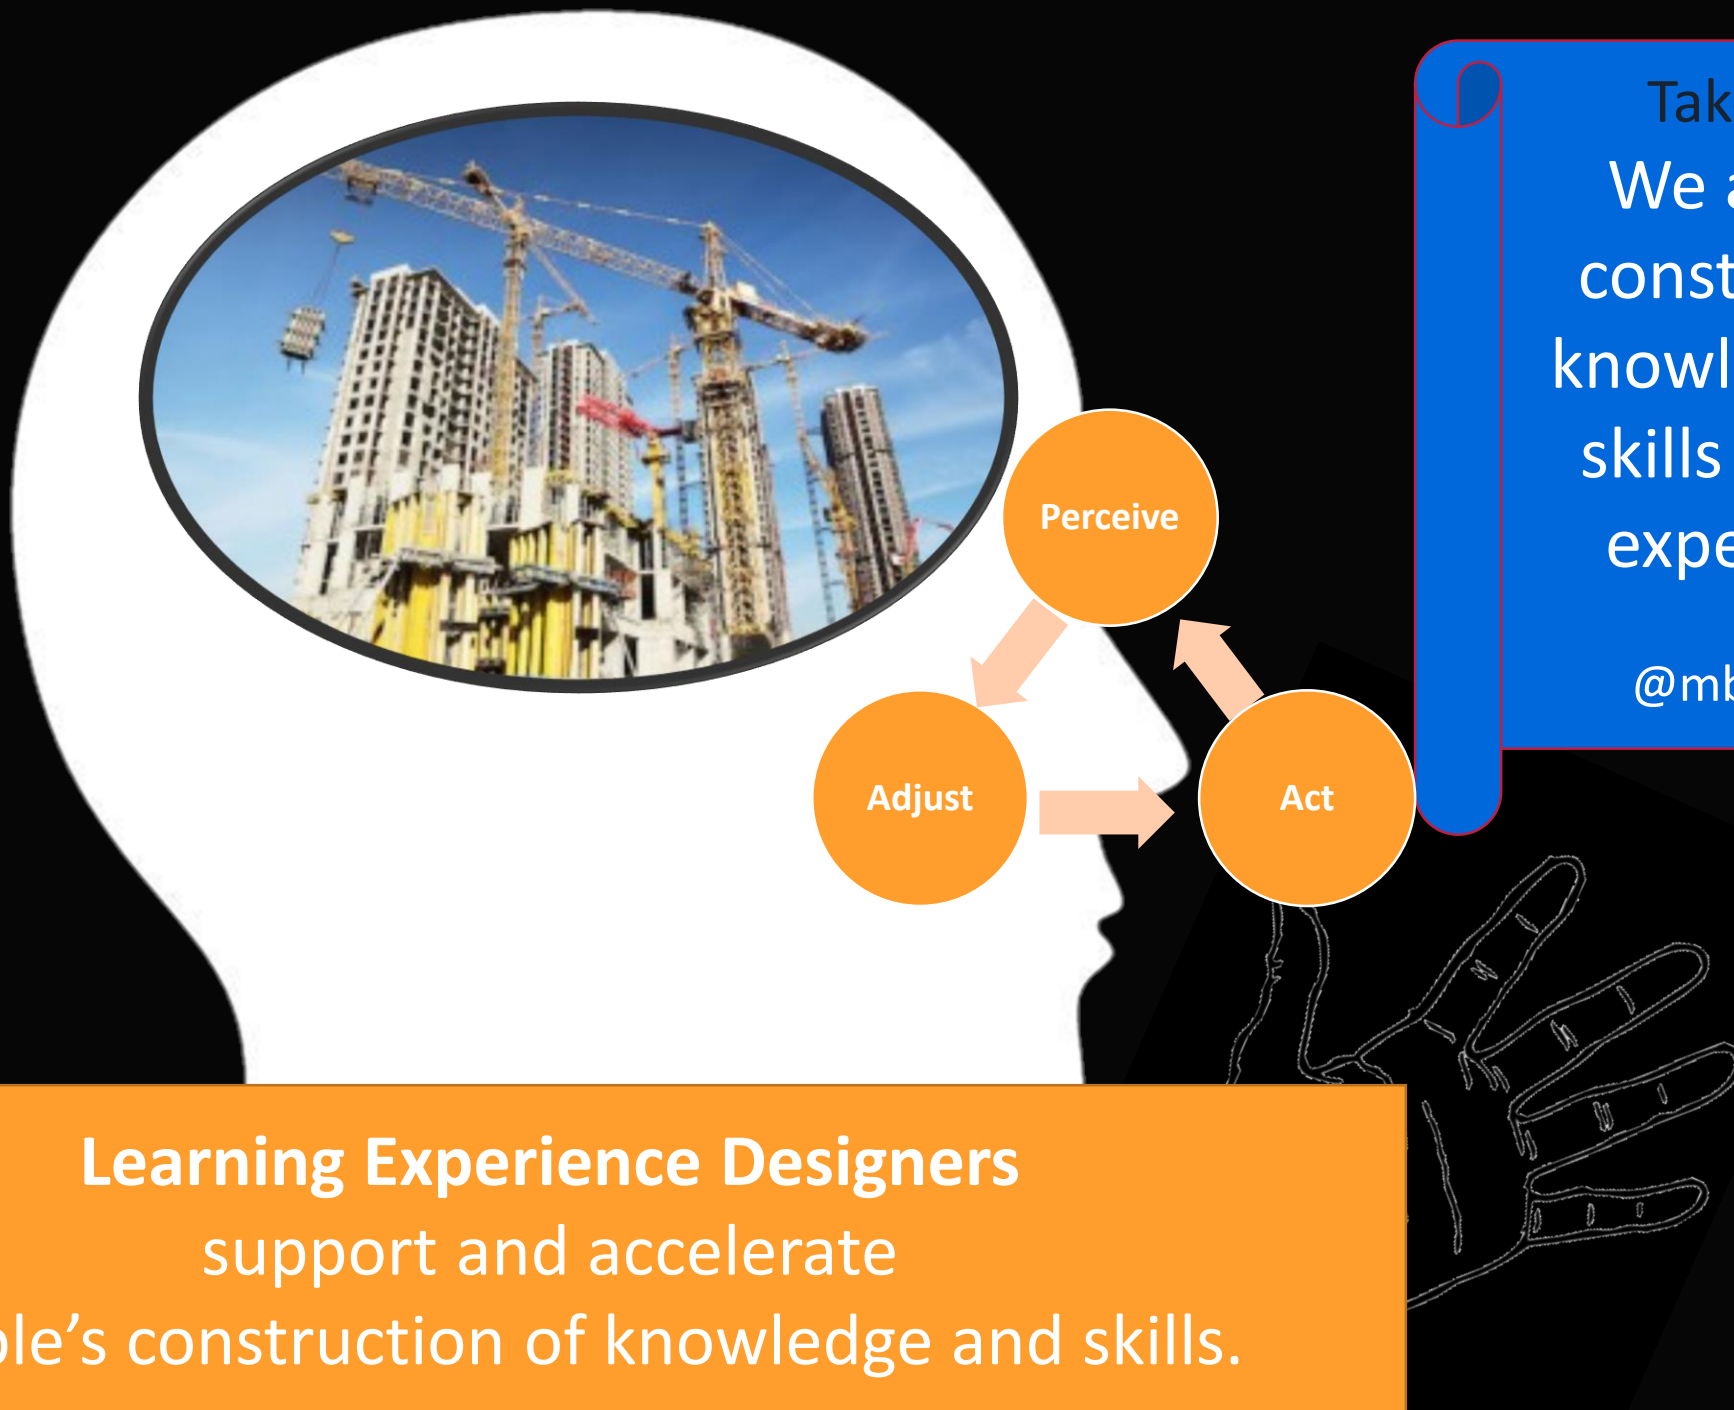 Tak
We a
const
knowl
skills
expe
@mb
Perceive
Adjust
Act
Learning Experience Designers
support and accelerate
ole’s construction of knowledge and skills.